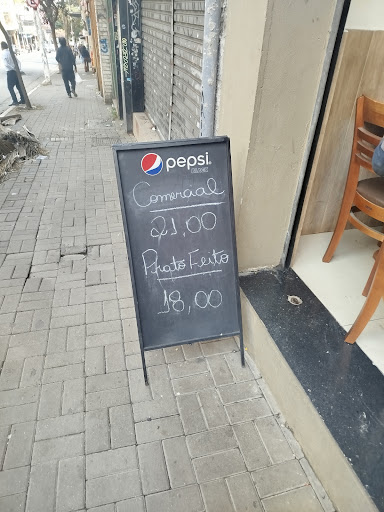 pepsi
Comercial
21,00
Prato Feito
18,00